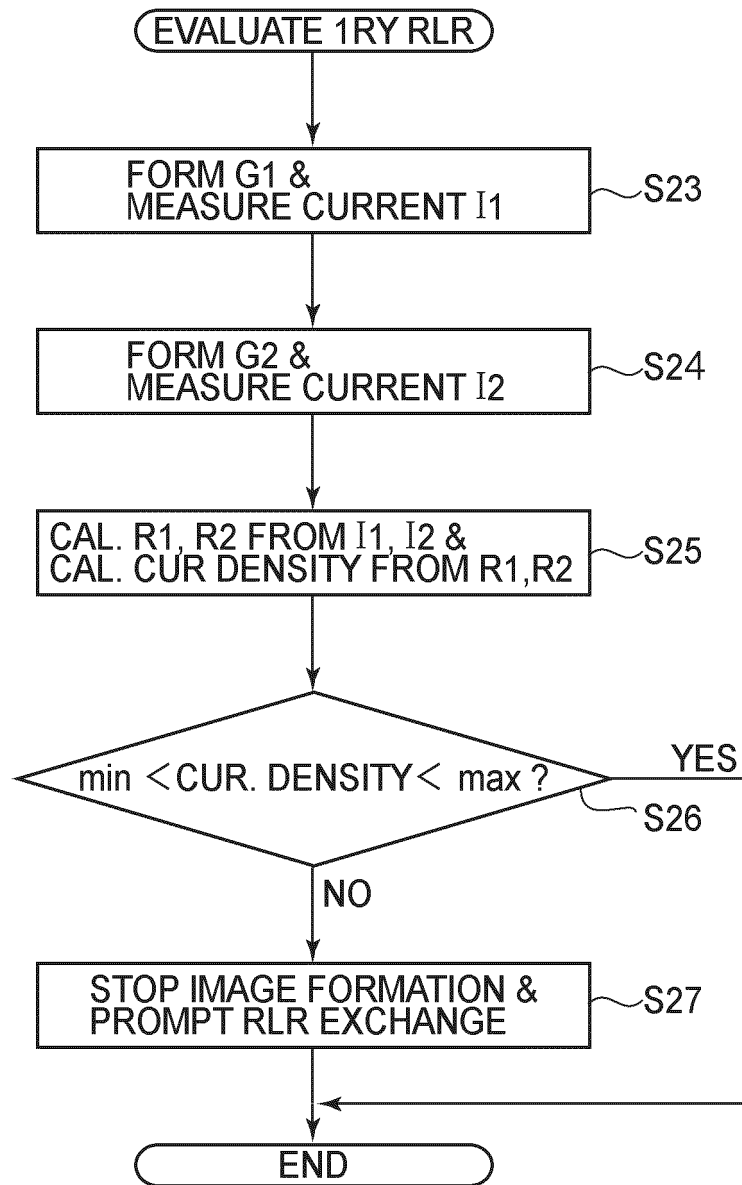 EVALUATE 1RY RLR
FORM G1 &
MEASURE CURRENT I1
S23
FORM G2 &
MEASURE CURRENT I2
S24
CAL. R1, R2 FROM I1, I2 &
CAL. CUR DENSITY FROM R1,R2
S25
min <CUR. DENSITY< max ?
YES
S26
NO
STOP IMAGE FORMATION &
PROMPT RLR EXCHANGE
S27
END